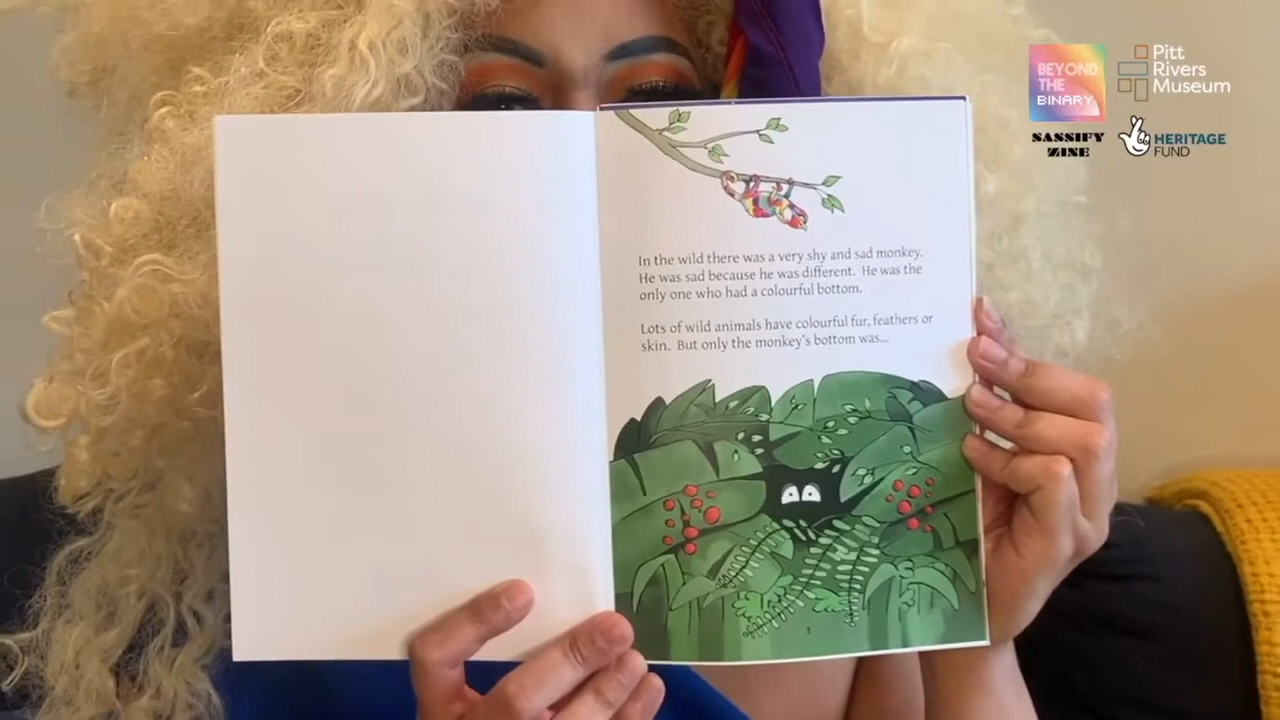 BEYOND
THE
BINARY
Pitt
Rivers
Museum
SASSIFY
ZINE
HERITAGE
FUND
In the wild there was a very shy and sad monkey.
He was sad because he was different. He was the
only one who had a colourful bottom.
Lots of wild animals have colourful fur, feathers or
skin. But only the monkey's bottom was...
1